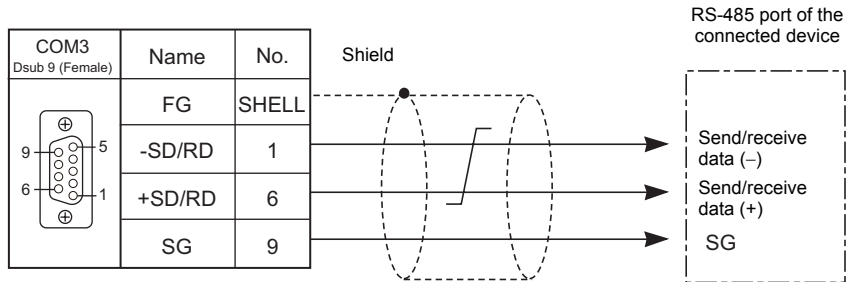 RS-485 port of the
connected device
COM3
Dsub 9 (Female)
Name
No.
Shield
FG
SHELL
-SD/RD
1
+SD/RD
6
SG
9
9
5
6
1
Send/receive
data (−)
Send/receive
data (+)
SG